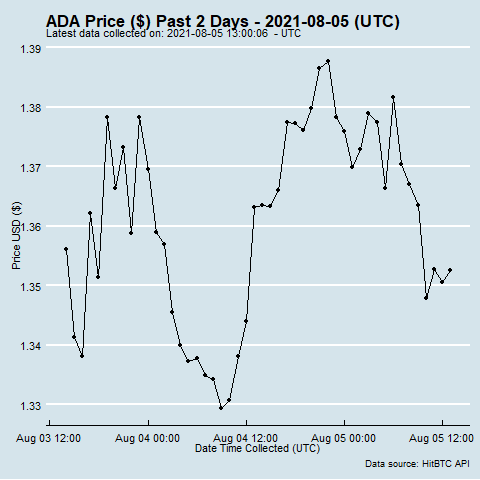 ADA Price ($) Past 2 Days - 2021-08-05 (UTC)
Latest data collected on: 2021-08-05 13:00:06  - UTC
1.39
1.38
1.37
1.36
1.35
1.34
1.33
Price USD ($)
Aug 03 12:00 Aug 04 00:00 Aug 04 12:00 Aug 05 00:00 Aug 05 12:00
Date Time Collected (UTC)
Data source: HitBTC API